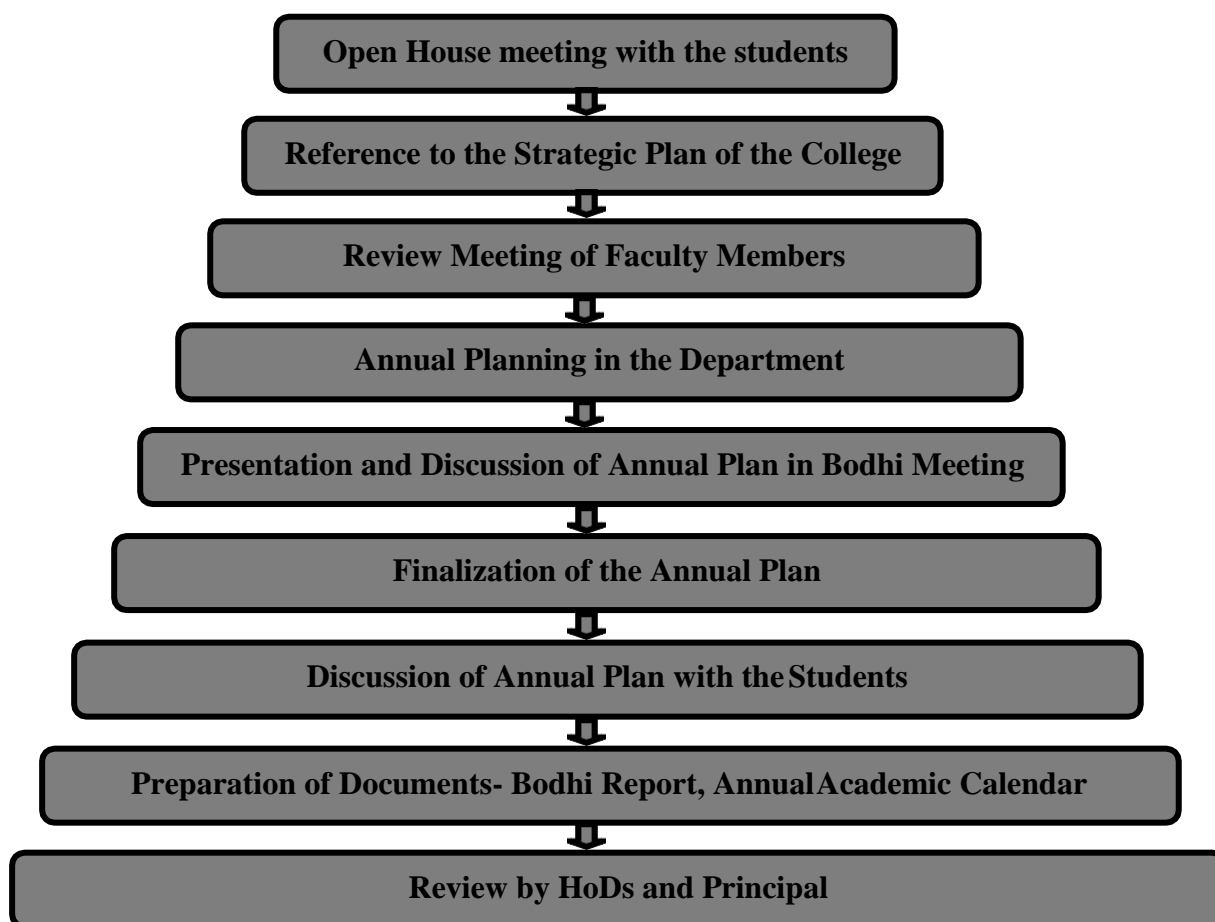 Open House meeting with the students
Reference to the Strategic Plan of the College
Review Meeting of Faculty Members
Annual Planning in the Department
Presentation and Discussion of Annual Plan in Bodhi Meeting
Finalization of the Annual Plan
Discussion of Annual Plan with the Students
Preparation of Documents- Bodhi Report, Annual Academic Calendar
Review by HoDs and Principal